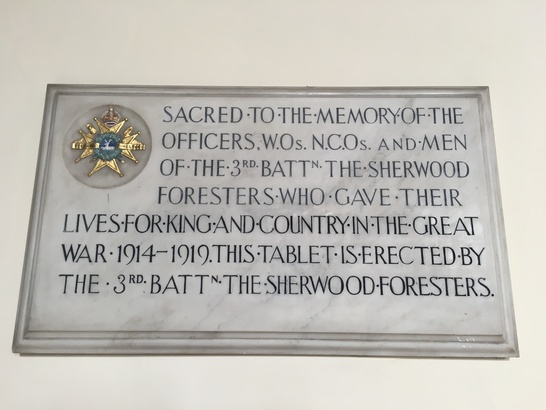 SACRED·TO·THE·MEMORY·OF·THE
OFFICERS, W.Os. N.C.Os. AND·MEN
OF·THE·3RD. BATTN. THE·SHERWOOD
FORESTERS·WHO·GAVE·THEIR
LIVES·FOR·KING·AND·COUNTRY·IN·THE·GREAT
WAR·1914-1919. THIS·TABLET·IS·ERECTED·BY
THE·3RD. BATTN. THE·SHERWOOD·FORESTERS.